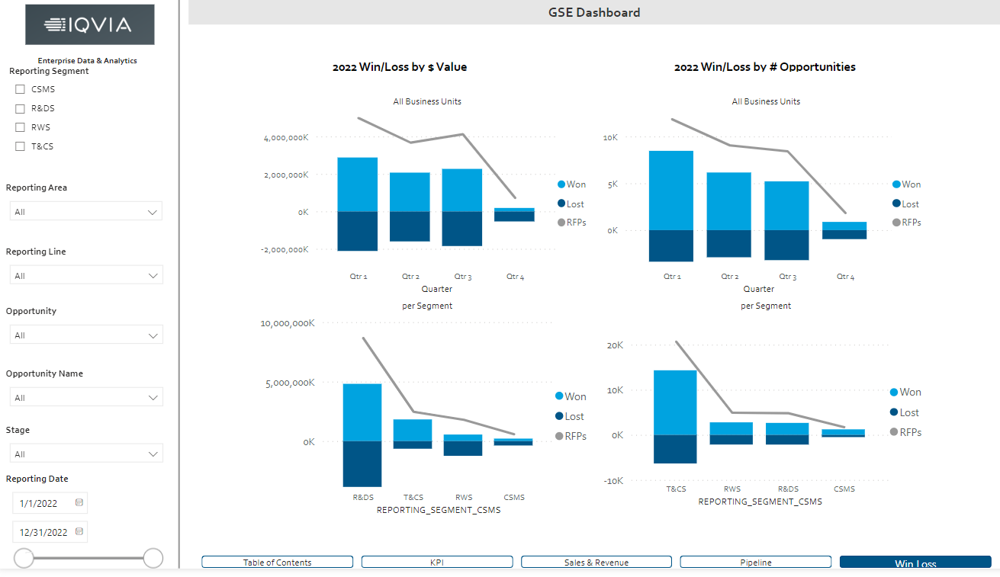 IQVIA
Enterprise Data & Analytics
Reporting Segment
CSMS
R&DS
RWS
T&CS
Reporting Area
All
Reporting Line
All
Opportunity
All
Opportunity Name
All
Stage
All
Reporting Date
1/1/2022
12/31/2022
GSE Dashboard
2022 Win/Loss by $ Value
All Business Units
4,000,000K
2,000,000K
0K
-2,000,000K
Qtr 1 Qtr 2 Qtr 3 Qtr 4
Quarter
Won
Lost
RFPs
2022 Win/Loss by # Opportunities
All Business Units
10K
5K
0K
Qtr 1 Qtr 2 Qtr 3 Qtr 4
Quarter
Won
Lost
RFPs
per Segment
10,000,000K
5,000,000K
0K
R&DS T&CS RWS CSMS
REPORTING_SEGMENT_CSMS
Won
Lost
RFPs
per Segment
20K
10K
0K
-10K
T&CS RWS R&DS CSMS
REPORTING_SEGMENT_CSMS
Won
Lost
RFPs
Table of Contents
KPI
Sales & Revenue
Pipeline
Win Loss